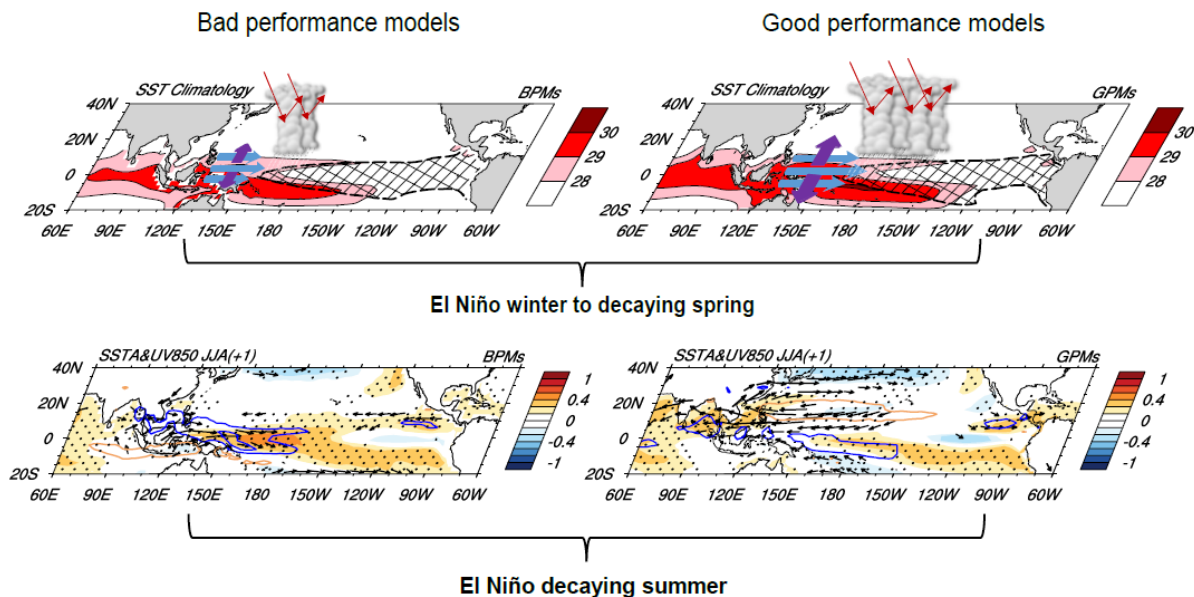 Bad performance models
Good performance models
SST Climatology
BPMs
40N
20N
0
20S
60E 90E 120E 150E 180 150W 120W 90W 60W
30
29
28
SST Climatology
GPMs
40N
20N
0
20S
60E 90E 120E 150E 180 150W 120W 90W 60W
30
29
28
El Niño winter to decaying spring
SSTA&UV850 JJA(+1)
BPMs
40N
20N
0
20S
60E 90E 120E 150E 180 150W 120W 90W 60W
1
0.4
0
-0.4
-1
SSTA&UV850 JJA(+1)
GPMs
40N
20N
0
20S
60E 90E 120E 150E 180 150W 120W 90W 60W
1
0.4
0
-0.4
-1
El Niño decaying summer